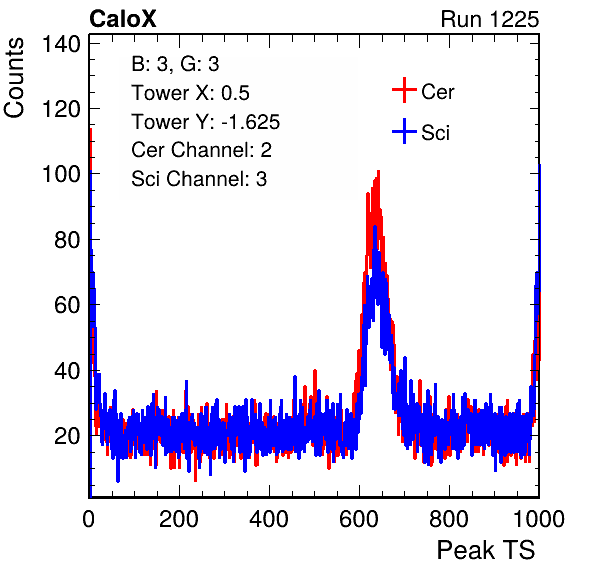 CaloX Run 1225
Counts
140
120
100
80
60
40
20
B: 3, G: 3
Tower X: 0.5
Tower Y: -1.625
Cer Channel: 2
Sci Channel: 3
Cer
Sci
0 200 400 600 800 1000
Peak TS